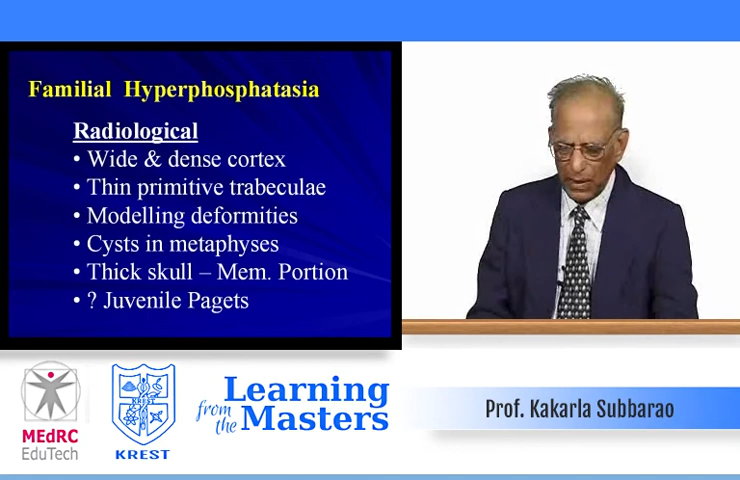 Familial Hyperphosphatasia
Radiological
• Wide & dense cortex
• Thin primitive trabeculae
• Modelling deformities
• Cysts in metaphyses
• Thick skull – Mem. Portion
• ? Juvenile Pagets
MEdRC
EduTech
KREST
KREST
Learning
from the Masters
Prof. Kakarla Subbarao